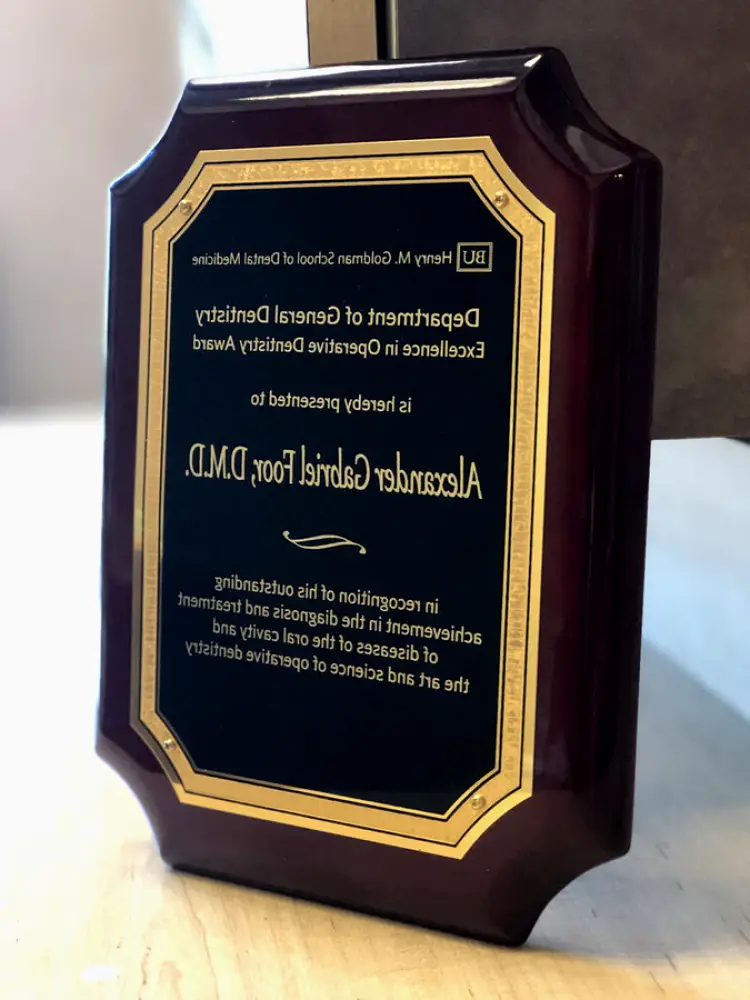 BU Henry M. Goldman School of Dental Medicine
Department of General Dentistry
Excellence in Operative Dentistry Award
is hereby presented to
Alexander Gabriel Foor, D.M.D.
in recognition of his outstanding
achievement in the diagnosis and treatment
of diseases of the oral cavity and
the art and science of operative dentistry